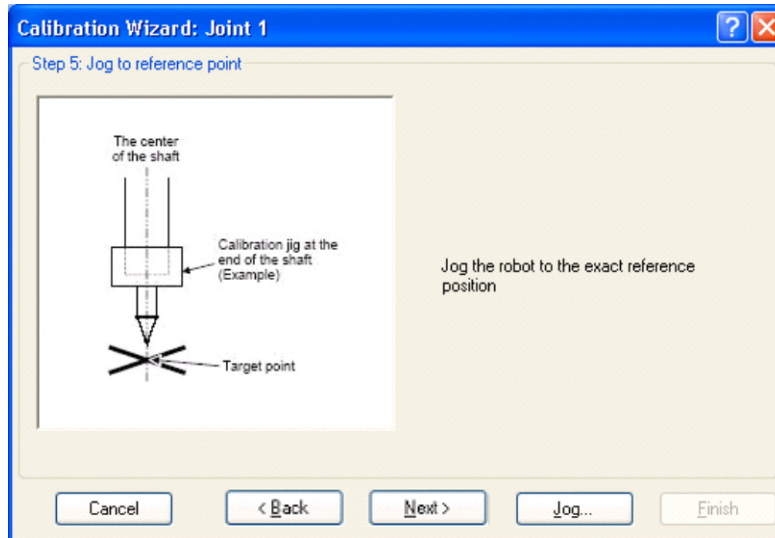 Calibration Wizard: Joint 1
Step 5: Jog to reference point
The center
of the shaft
Calibration jig at the
end of the shaft
(Example)
Target point
Jog the robot to the exact reference
position
Cancel
< Back
Next >
Jog...
Finish